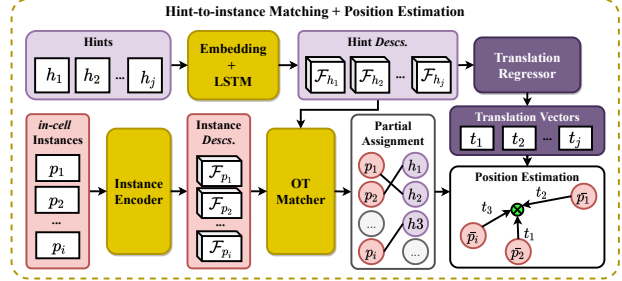 Hint-to-instance Matching + Position Estimation
Hints
h₁ h₂ ... hⱼ
Embedding
+
LSTM
Hint Descs.
𝓕ₕ₁ 𝓕ₕ₂ ... 𝓕ₕⱼ
Translation
Regressor
Translation Vectors
t₁ t₂ ... tⱼ
in-cell
Instances
p₁
p₂
...
pᵢ
Instance
Encoder
Instance
Descs.
𝓕ₚ₁
𝓕ₚ₂
...
𝓕ₚᵢ
OT
Matcher
Partial
Assignment
p₁ h₁
p₂ h₂
... h3
pᵢ ...
Position Estimation
t₂ p̄₁
t₃
p̄ᵢ t₁
p̄₂